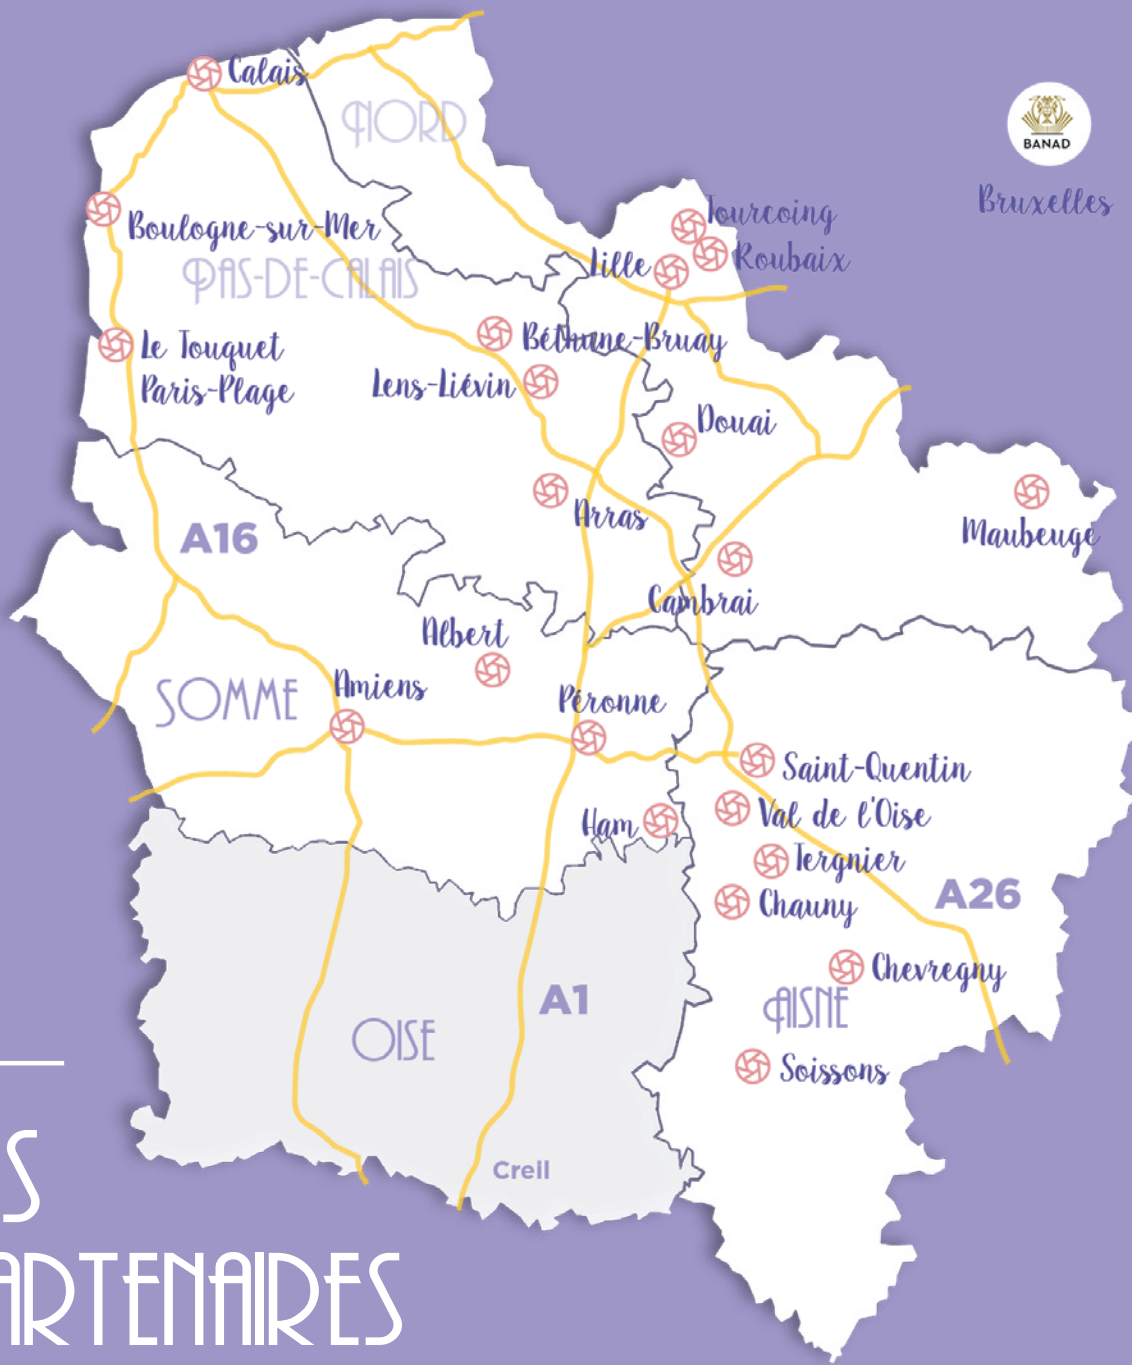 Calais
NORD
BANAD
Bruxelles
Boulogne-sur-Mer
Tourcoing
Roubaix
Lille
PAS-DE-CALAIS
Le Touquet
Paris-Plage
Béthune-Bruay
Lens-Liévin
Douai
Arras
Maubeuge
A16
Cambrai
Albert
Amiens
SOMME
Péronne
Saint-Quentin
Val de l'Oise
Ham
Tergnier
Chauny
A26
Chevregny
A1
AISNE
OISE
Soissons
Creil
S
ARTENAIRES